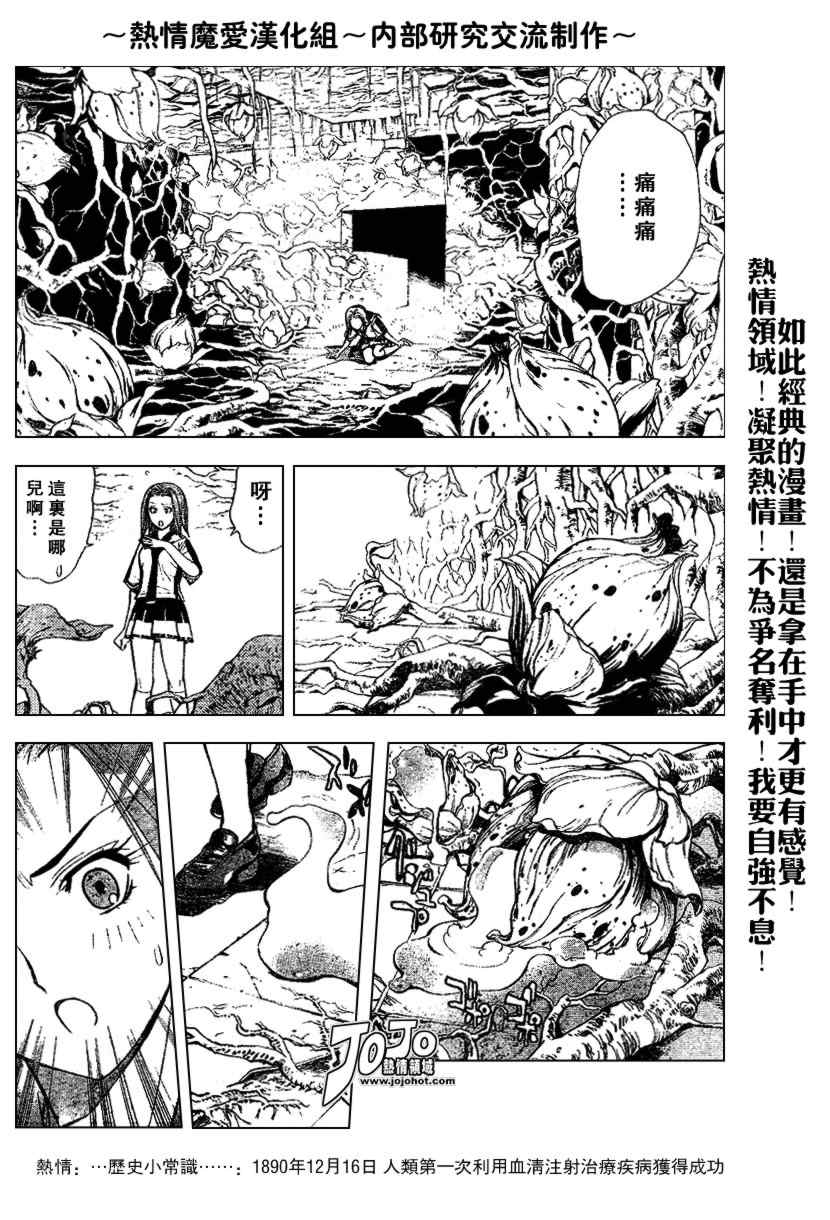 ～熱情魔愛漢化組～内部研究交流制作～
痛痛痛
……
呀…
這裏是哪
兒啊…
如此經典的漫畫！還是拿在手中才更有感覺！
熱情領域！凝聚熱情！不為爭名奪利！我要自強不息！
JOJO
熱情領域
www.jojohot.com
熱情：…歷史小常識……：1890年12月16日 人類第一次利用血清注射治療疾病獲得成功